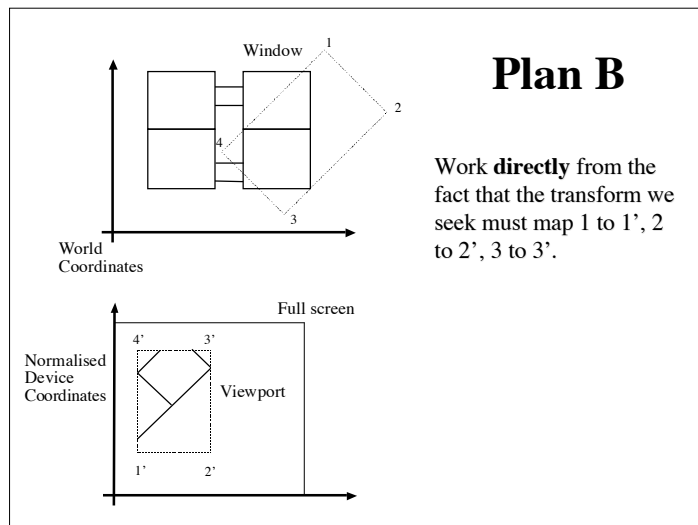 Plan B
Work directly from the
fact that the transform we
seek must map 1 to 1’, 2
to 2’, 3 to 3’.
Window
1
2
4
3
World
Coordinates
Full screen
4’ 3’
Normalised
Device
Coordinates
Viewport
1’ 2’